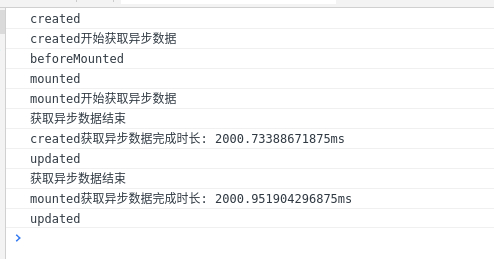 created
created开始获取异步数据
beforeMounted
mounted
mounted开始获取异步数据
获取异步数据结束
created获取异步数据完成时长: 2000.73388671875ms
updated
获取异步数据结束
mounted获取异步数据完成时长: 2000.951904296875ms
updated